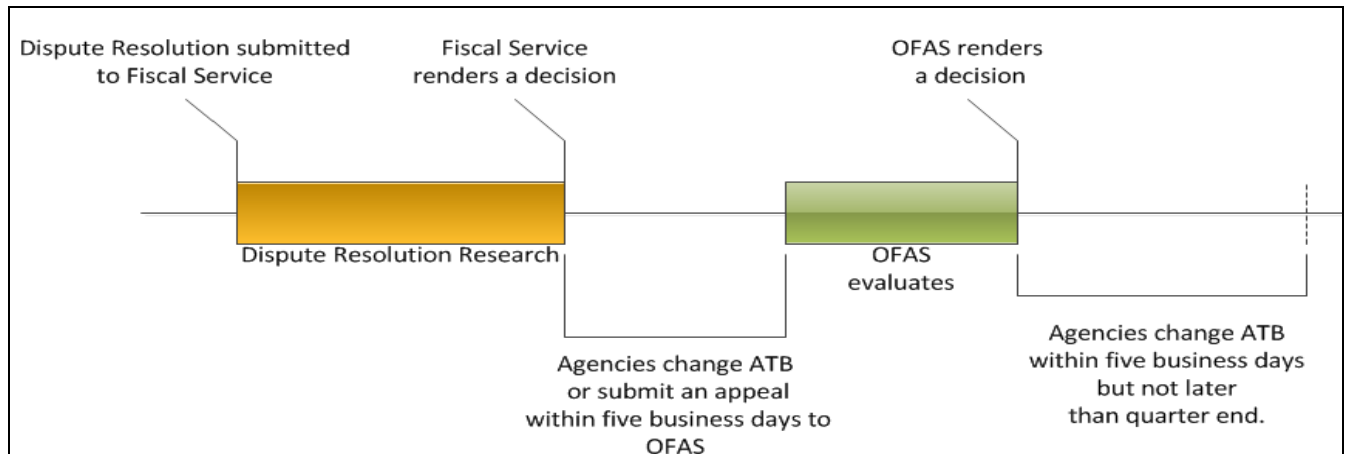 Dispute Resolution submitted
to Fiscal Service
Fiscal Service
renders a decision
OFAS renders
a decision
Dispute Resolution Research
OFAS
evaluates
Agencies change ATB
or submit an appeal
within five business days to
OFAS
Agencies change ATB
within five business days
but not later
than quarter end.